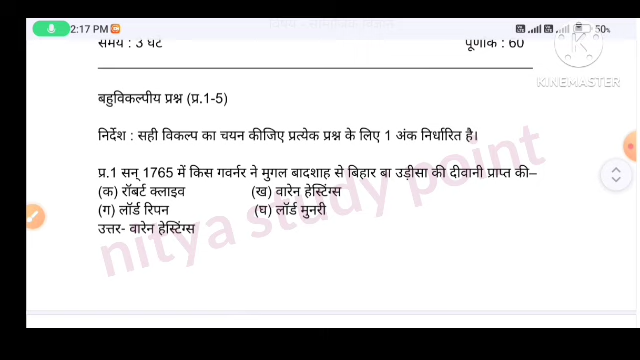 2:17 PM
50%
समय : 3 घंटे पूर्णांक : 60
KINEMASTER
बहुविकल्पीय प्रश्न (प्र.1-5)
निर्देश : सही विकल्प का चयन कीजिए प्रत्येक प्रश्न के लिए 1 अंक निर्धारित है।
प्र.1 सन् 1765 में किस गवर्नर ने मुगल बादशाह से बिहार बा उड़ीसा की दीवानी प्राप्त की–
(क) रॉबर्ट क्लाइव (ख) वारेन हेस्टिंग्स
(ग) लॉर्ड रिपन (घ) लॉर्ड मुनरी
उत्तर- वारेन हेस्टिंग्स
nitya study point